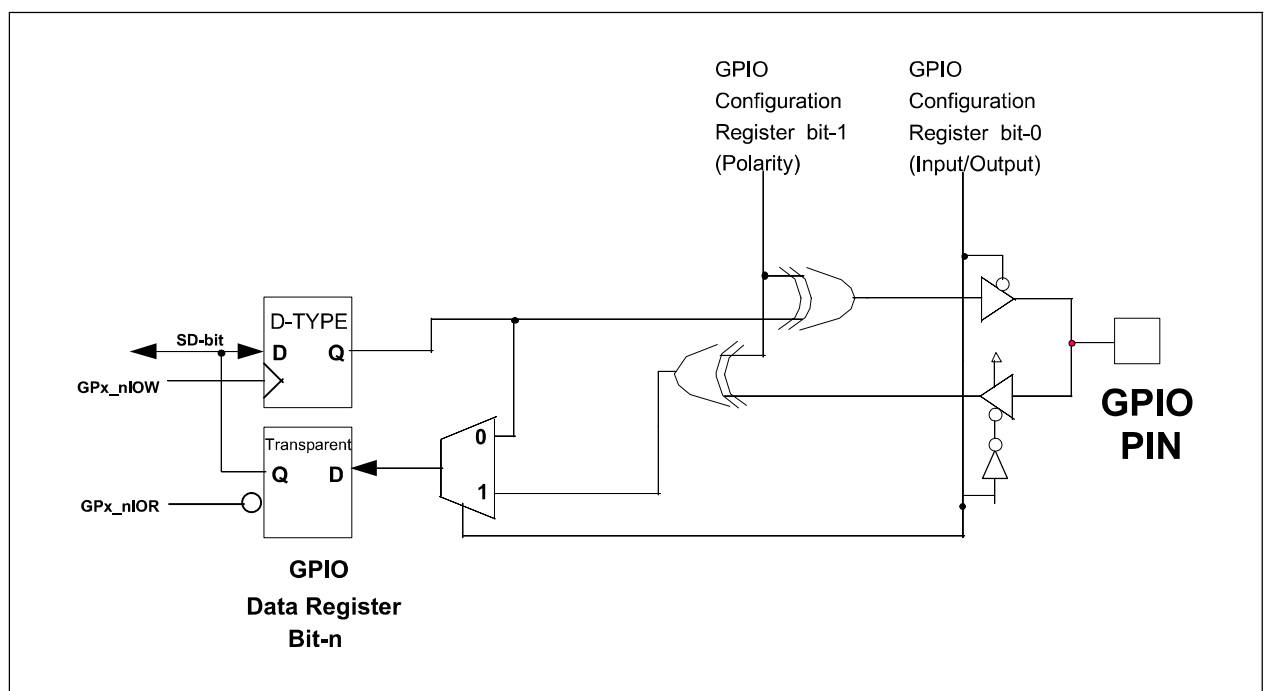 GPIO
Configuration
Register bit-1
(Polarity)
GPIO
Configuration
Register bit-0
(Input/Output)
D-TYPE
SD-bit
D Q
GPx_nIOW
Transparent
Q D
GPx_nIOR
0
1
GPIO
PIN
GPIO
Data Register
Bit-n